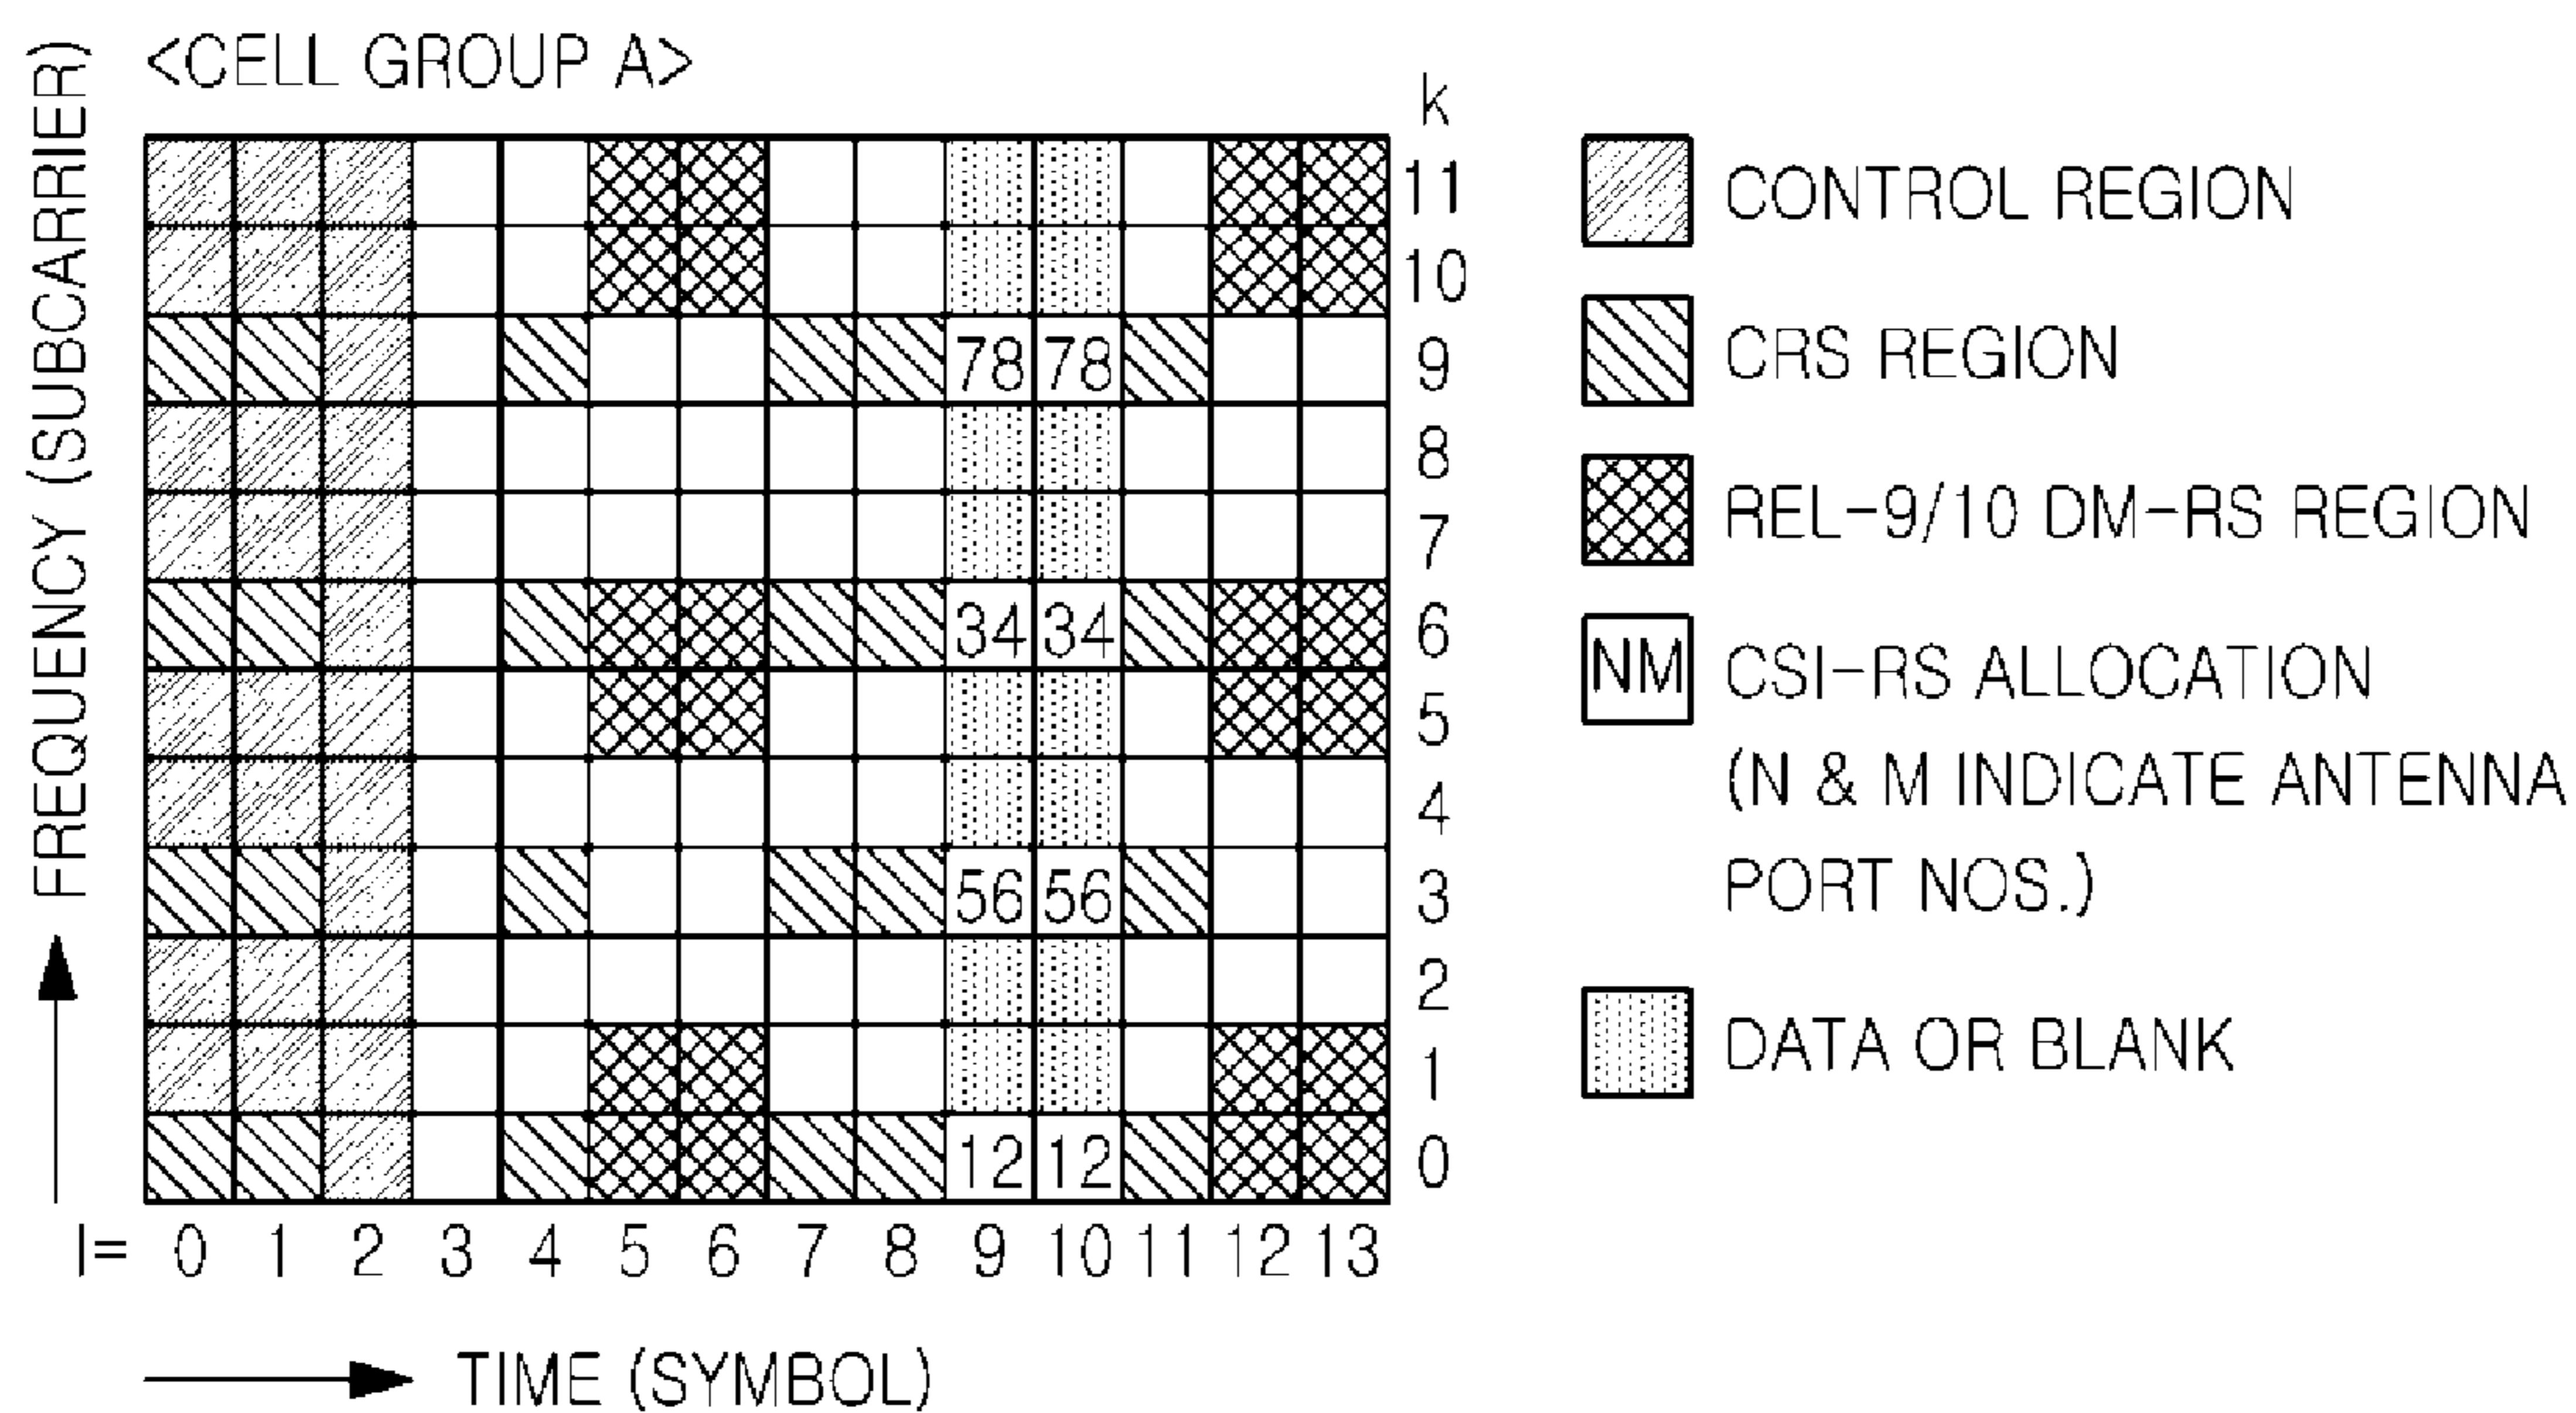 <CELL GROUP A>
FREQUENCY (SUBCARRIER)
k
11
10
78 78 9
8
7
34 34 6
5
4
56 56 3
2
1
12 12 0
l= 0 1 2 3 4 5 6 7 8 9 10 11 12 13
TIME (SYMBOL)
CONTROL REGION
CRS REGION
REL-9/10 DM-RS REGION
NM CSI-RS ALLOCATION
(N & M INDICATE ANTENNA
PORT NOS.)
DATA OR BLANK